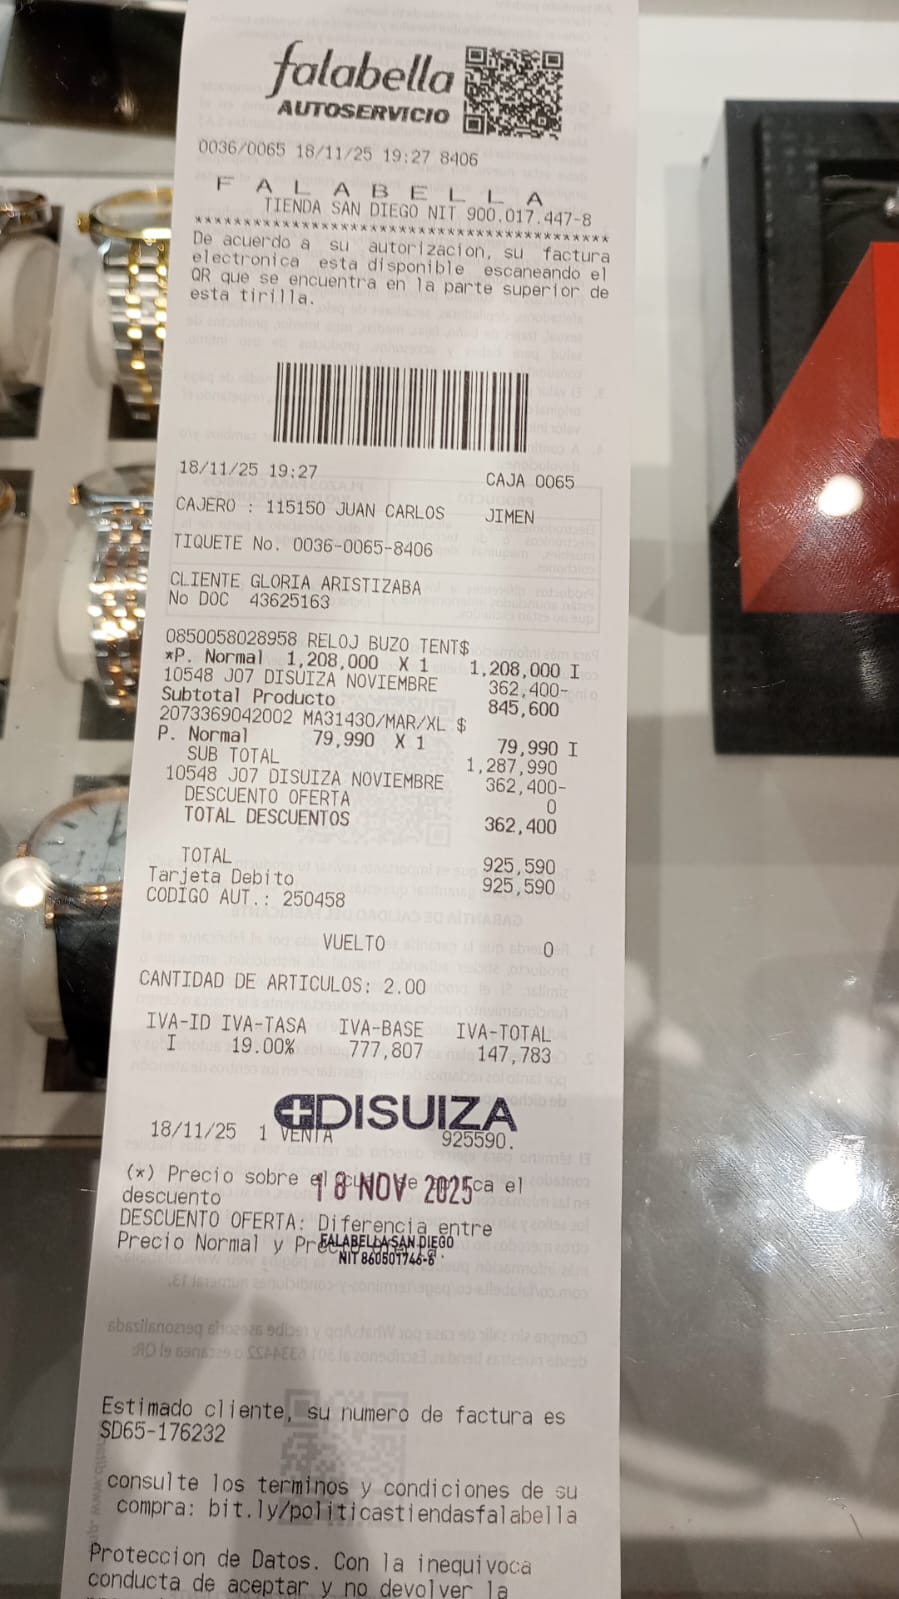 falabella
AUTOSERVICIO
0036/0065 18/11/25 19:27 8406
F A L A B E L L A
TIENDA SAN DIEGO NIT 900.017.447-8
*********************************************
De acuerdo a su autorizacion, su factura
electronica esta disponible escaneando el
QR que se encuentra en la parte superior de
esta tirilla.
18/11/25 19:27 CAJA 0065
CAJERO : 115150 JUAN CARLOS JIMEN
TIQUETE No. 0036-0065-8406
CLIENTE GLORIA ARISTIZABA
No DOC 43625163
0850058028958 RELOJ BUZO TENT$
*P. Normal 1,208,000 X 1 1,208,000 I
10548 J07 DISUIZA NOVIEMBRE 362,400-
Subtotal Producto 845,600
2073369042002 MA31430/MAR/XL $
P. Normal 79,990 X 1 79,990 I
SUB TOTAL 1,287,990
10548 J07 DISUIZA NOVIEMBRE 362,400-
DESCUENTO OFERTA 0
TOTAL DESCUENTOS 362,400
TOTAL 925,590
Tarjeta Debito 925,590
CODIGO AUT.: 250458
VUELTO 0
CANTIDAD DE ARTICULOS: 2.00
IVA-ID IVA-TASA IVA-BASE IVA-TOTAL
I 19.00% 777,807 147,783
DISUIZA
18/11/25 1 VENTA 925590.
(*) Precio sobre el
18 NOV 2025
descuento
DESCUENTO OFERTA: Diferencia entre
Precio Normal y
FALABELLA SAN DIEGO
NIT 860501746-6
Estimado cliente, su numero de factura es
SD65-176232
consulte los terminos y condiciones de su
compra: bit.ly/politicastiendasfalabella
Proteccion de Datos. Con la inequivoca
conducta de aceptar y no devolver la